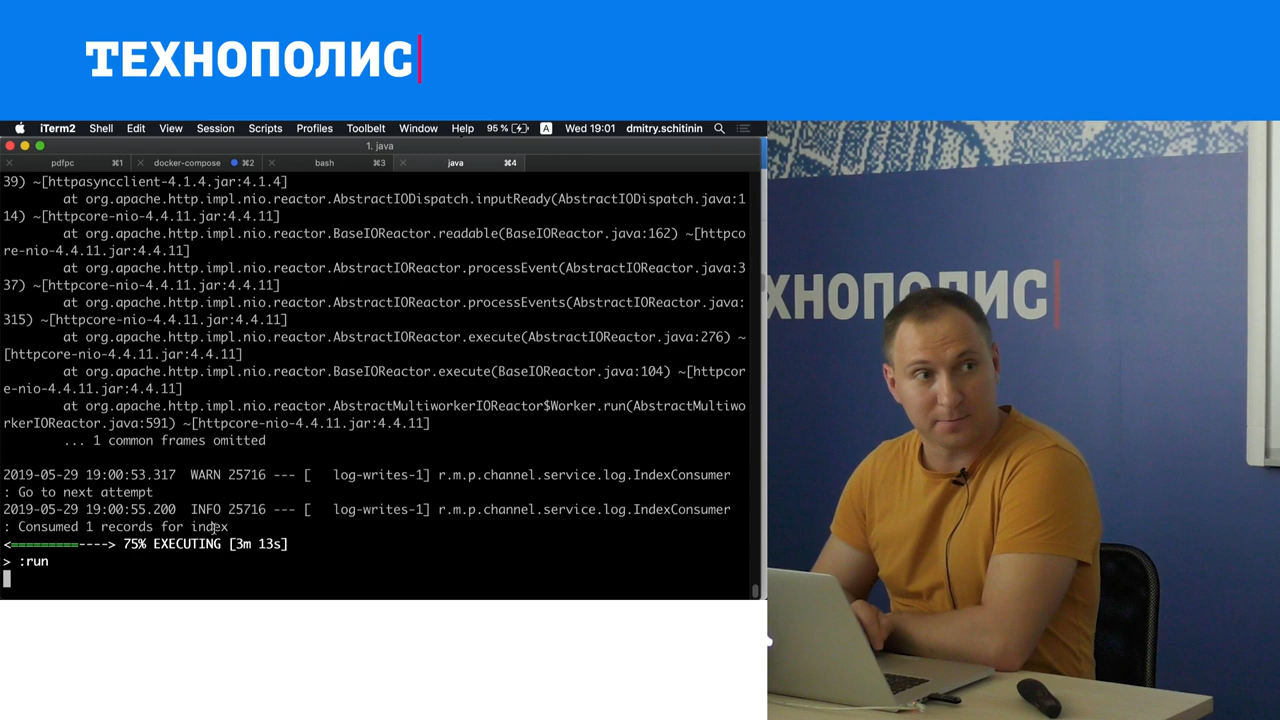 ТЕХНОПОЛИС
iTerm2 Shell Edit View Session Scripts Profiles Toolbelt Window Help 95 % A Wed 19:01 dmitry.schitinin
1. java
pdfpc ⌘1 docker-compose ⌘2 bash ⌘3 java ⌘4
39) ~[httpasyncclient-4.1.4.jar:4.1.4]
at org.apache.http.impl.nio.reactor.AbstractIODispatch.inputReady(AbstractIODispatch.java:1
14) ~[httpcore-nio-4.4.11.jar:4.4.11]
at org.apache.http.impl.nio.reactor.BaseIOReactor.readable(BaseIOReactor.java:162) ~[httpco
re-nio-4.4.11.jar:4.4.11]
at org.apache.http.impl.nio.reactor.AbstractIOReactor.processEvent(AbstractIOReactor.java:3
37) ~[httpcore-nio-4.4.11.jar:4.4.11]
at org.apache.http.impl.nio.reactor.AbstractIOReactor.processEvents(AbstractIOReactor.java:
315) ~[httpcore-nio-4.4.11.jar:4.4.11]
at org.apache.http.impl.nio.reactor.AbstractIOReactor.execute(AbstractIOReactor.java:276) ~
[httpcore-nio-4.4.11.jar:4.4.11]
at org.apache.http.impl.nio.reactor.BaseIOReactor.execute(BaseIOReactor.java:104) ~[httpcor
e-nio-4.4.11.jar:4.4.11]
at org.apache.http.impl.nio.reactor.AbstractMultiworkerIOReactor$Worker.run(AbstractMultiwo
rkerIOReactor.java:591) ~[httpcore-nio-4.4.11.jar:4.4.11]
... 1 common frames omitted
2019-05-29 19:00:53.317 WARN 25716 --- [ log-writes-1] r.m.p.channel.service.log.IndexConsumer
: Go to next attempt
2019-05-29 19:00:55.200 INFO 25716 --- [ log-writes-1] r.m.p.channel.service.log.IndexConsumer
: Consumed 1 records for index
<=========----> 75% EXECUTING [3m 13s]
> :run
ХНОПОЛИС